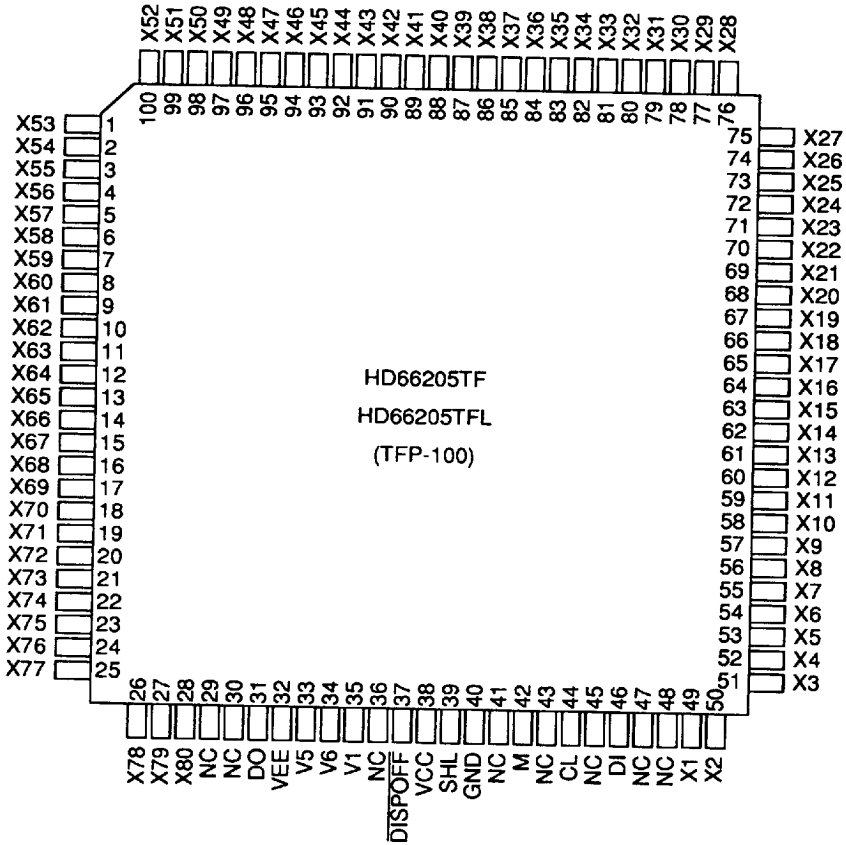 X52 X51 X50 X49 X48 X47 X46 X45 X44 X43 X42 X41 X40 X39 X38 X37 X36 X35 X34 X33 X32 X31 X30 X29 X28
100 99 98 97 96 95 94 93 92 91 90 89 88 87 86 85 84 83 82 81 80 79 78 77 76
X53 1
X54 2
X55 3
X56 4
X57 5
X58 6
X59 7
X60 8
X61 9
X62 10
X63 11
X64 12
X65 13
X66 14
X67 15
X68 16
X69 17
X70 18
X71 19
X72 20
X73 21
X74 22
X75 23
X76 24
X77 25
HD66205TF
HD66205TFL
(TFP-100)
75 X27
74 X26
73 X25
72 X24
71 X23
70 X22
69 X21
68 X20
67 X19
66 X18
65 X17
64 X16
63 X15
62 X14
61 X13
60 X12
59 X11
58 X10
57 X9
56 X8
55 X7
54 X6
53 X5
52 X4
51 X3
26 27 28 29 30 31 32 33 34 35 36 37 38 39 40 41 42 43 44 45 46 47 48 49 50
X78 X79 X80 NC NC DO VEE V5 V6 V1 NC DISPOFF VCC SHL GND NC M NC CL NC DI NC NC X1 X2